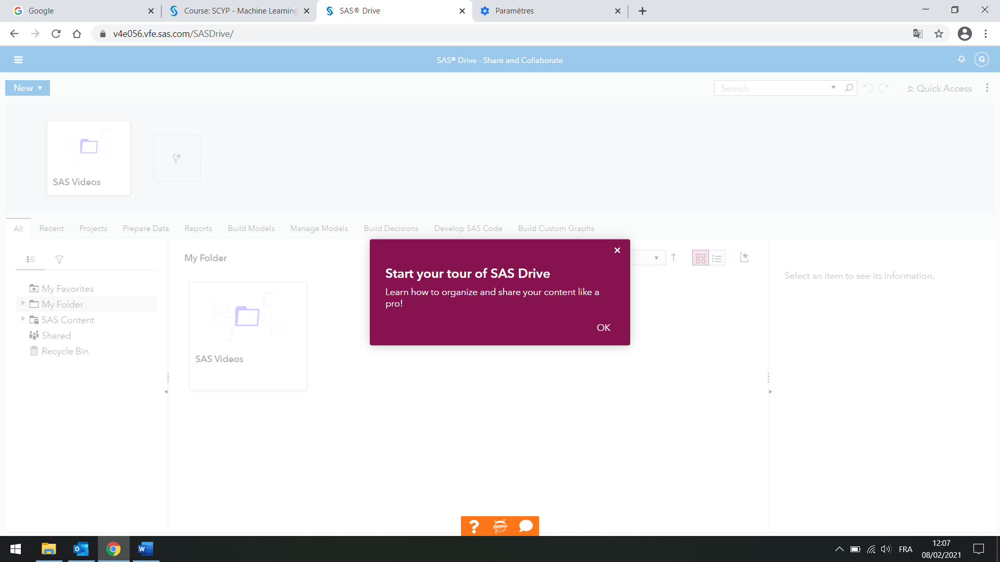 Google
Course: SCYP - Machine Learning
SAS® Drive
Paramètres
v4e056.vfe.sas.com/SASDrive/
SAS® Drive - Share and Collaborate
G
New
Search
Quick Access
SAS Videos
All
Recent
Projects
Prepare Data
Reports
Build Models
Manage Models
Build Decisions
Develop SAS Code
Build Custom Graphs
My Folder
Start your tour of SAS Drive
Learn how to organize and share your content like a
pro!
OK
Select an item to see its information.
My Favorites
My Folder
SAS Content
Shared
Recycle Bin
SAS Videos
? jupyter
FRA
12:07
08/02/2021